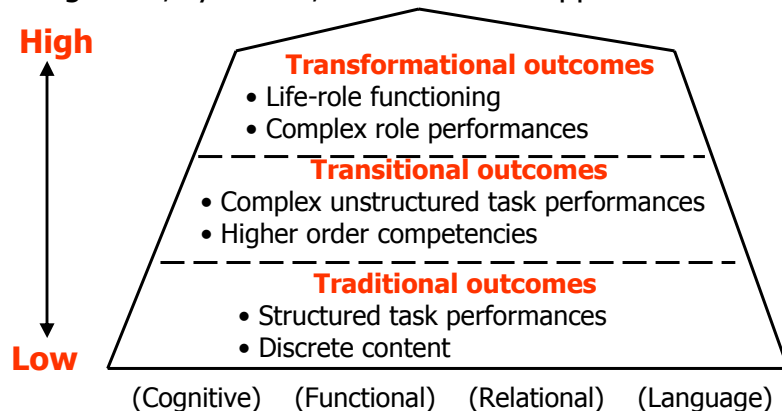 High
Transformational outcomes
• Life-role functioning
• Complex role performances
Transitional outcomes
• Complex unstructured task performances
• Higher order competencies
Traditional outcomes
• Structured task performances
• Discrete content
Low
(Cognitive) (Functional) (Relational) (Language)